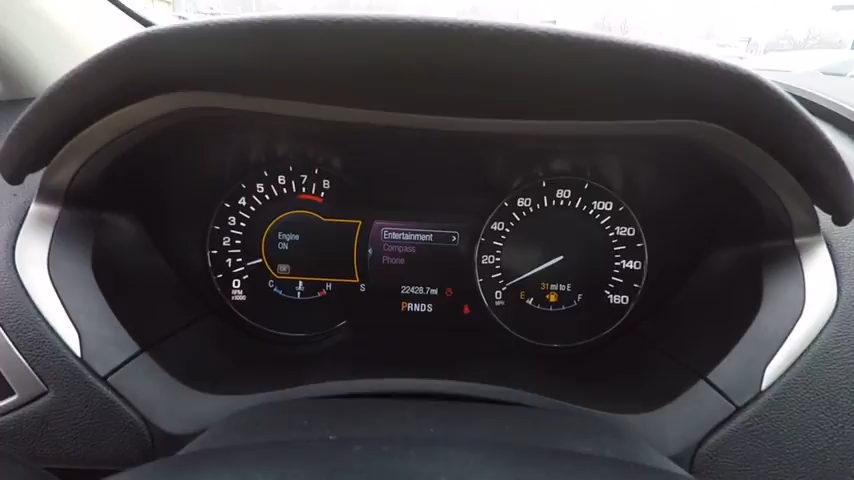 0 1 2 3 4 5 6 7 8
RPM
x1000
Engine
ON
C H
S
Entertainment >
Compass
Phone
22428.7mi
PRNDS
0 20 40 60 80 100 120 140 160
MPH
31 mi to E
E F